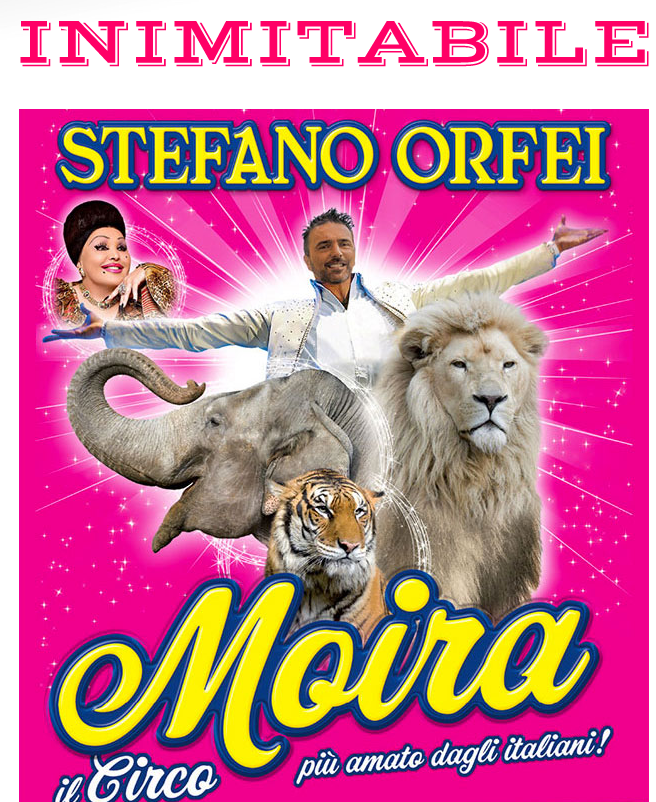 INIMITABILE
STEFANO ORFEI
Moira
il Circo
più amato dagli italiani!